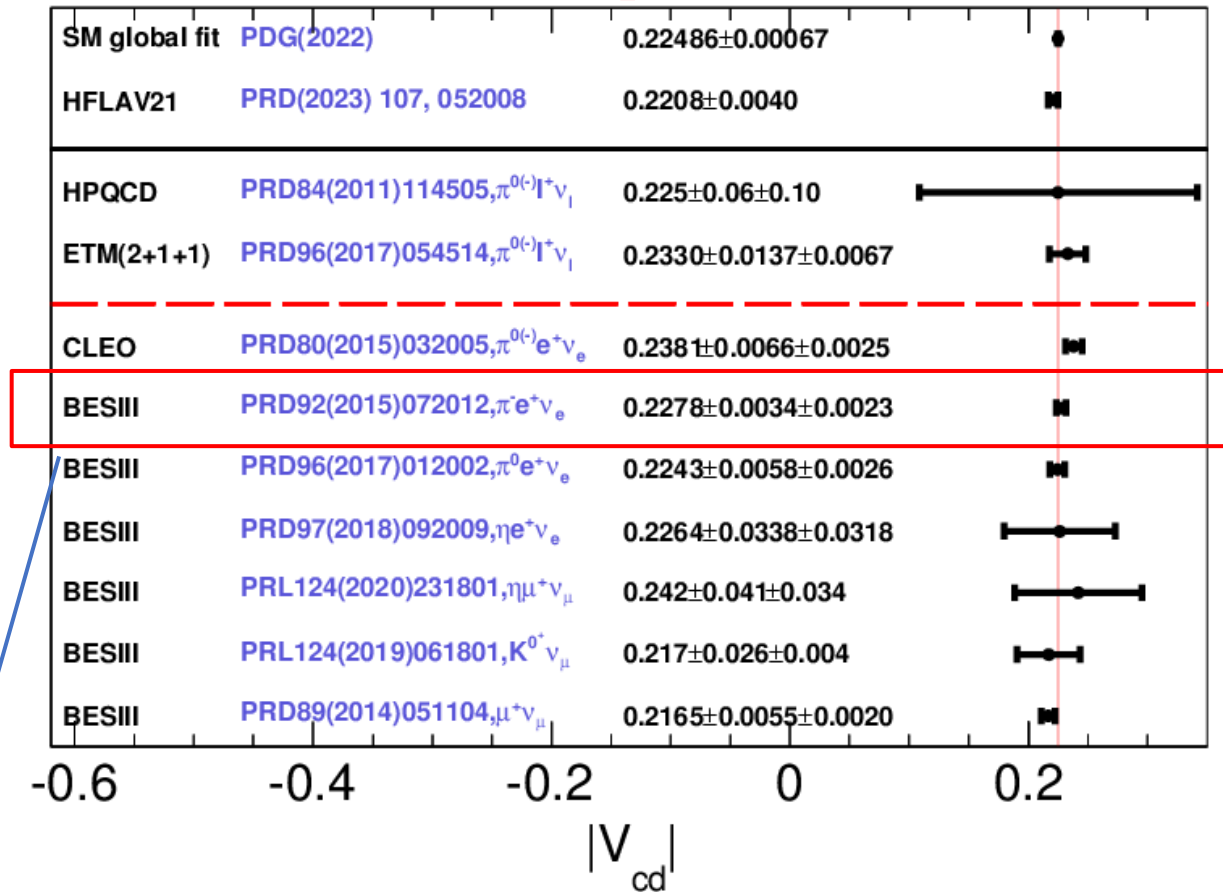 SM global fit PDG(2022) 0.22486±0.00067
HFLAV21 PRD(2023) 107, 052008 0.2208±0.0040
HPQCD PRD84(2011)114505,π⁰⁽⁻⁾l⁺νₗ 0.225±0.06±0.10
ETM(2+1+1) PRD96(2017)054514,π⁰⁽⁻⁾l⁺νₗ 0.2330±0.0137±0.0067
CLEO PRD80(2015)032005,π⁰⁽⁻⁾e⁺νₑ 0.2381±0.0066±0.0025
BESIII PRD92(2015)072012,π⁻e⁺νₑ 0.2278±0.0034±0.0023
BESIII PRD96(2017)012002,π⁰e⁺νₑ 0.2243±0.0058±0.0026
BESIII PRD97(2018)092009,ηe⁺νₑ 0.2264±0.0338±0.0318
BESIII PRL124(2020)231801,ημ⁺ν_μ 0.242±0.041±0.034
BESIII PRL124(2019)061801,K⁰⁺ν_μ 0.217±0.026±0.004
BESIII PRD89(2014)051104,μ⁺ν_μ 0.2165±0.0055±0.0020
-0.6 -0.4 -0.2 0 0.2
|V_cd|